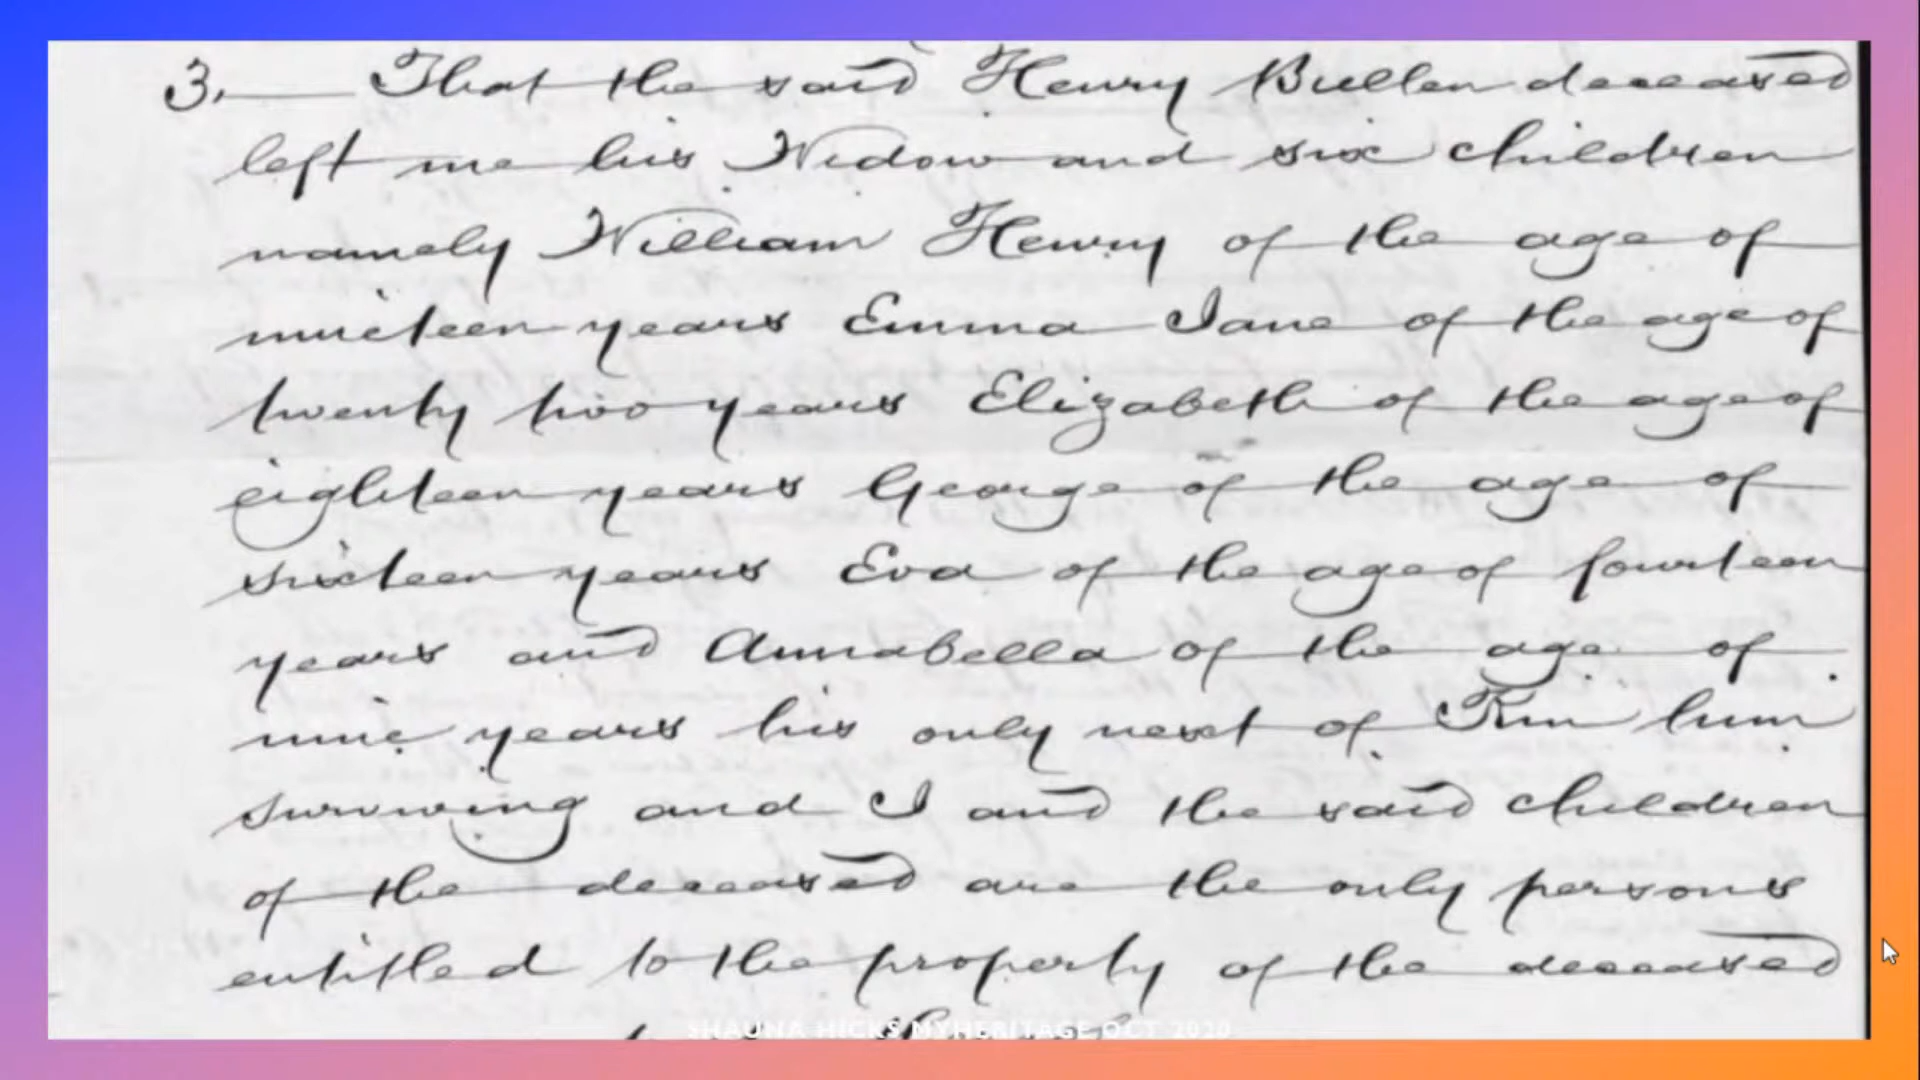 3. That the said Henry Bullen deceased
left me his Widow and six children
namely William Henry of the age of
nineteen years Emma Jane of the age of
twenty two years Elizabeth of the age of
eighteen years George of the age of
sixteen years Eva of the age of fourteen
years and Annabella of the age of
nine years his only next of Kin him
surviving and I and the said children
of the deceased are the only persons
entitled to the property of the deceased
SHAUNA HICKS MYHERITAGE OCT 2020